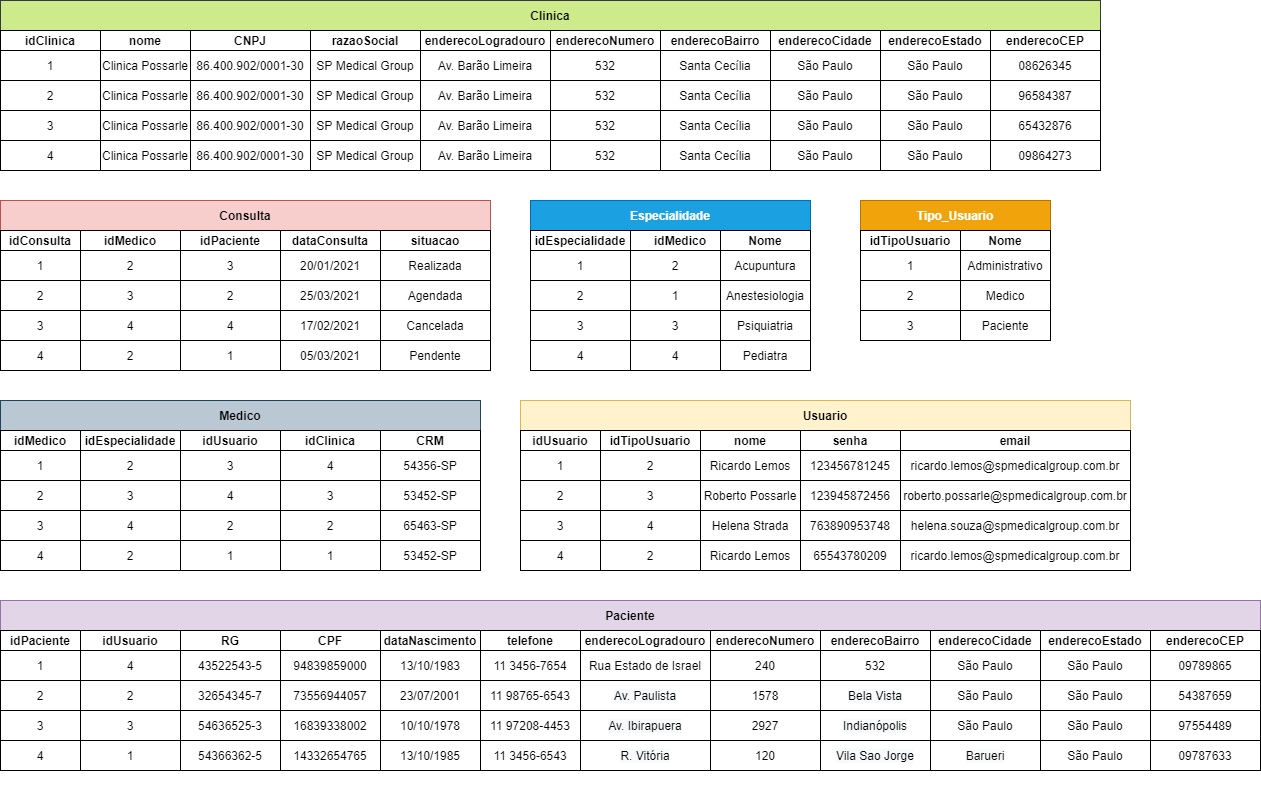 Clinica
idClinica nome CNPJ razaoSocial enderecoLogradouro enderecoNumero enderecoBairro enderecoCidade enderecoEstado enderecoCEP
1 Clinica Possarle 86.400.902/0001-30 SP Medical Group Av. Barão Limeira 532 Santa Cecília São Paulo São Paulo 08626345
2 Clinica Possarle 86.400.902/0001-30 SP Medical Group Av. Barão Limeira 532 Santa Cecília São Paulo São Paulo 96584387
3 Clinica Possarle 86.400.902/0001-30 SP Medical Group Av. Barão Limeira 532 Santa Cecília São Paulo São Paulo 65432876
4 Clinica Possarle 86.400.902/0001-30 SP Medical Group Av. Barão Limeira 532 Santa Cecília São Paulo São Paulo 09864273
Consulta
idConsulta idMedico idPaciente dataConsulta situacao
1 2 3 20/01/2021 Realizada
2 3 2 25/03/2021 Agendada
3 4 4 17/02/2021 Cancelada
4 2 1 05/03/2021 Pendente
Especialidade
idEspecialidade idMedico Nome
1 2 Acupuntura
2 1 Anestesiologia
3 3 Psiquiatria
4 4 Pediatra
Tipo_Usuario
idTipoUsuario Nome
1 Administrativo
2 Medico
3 Paciente
Medico
idMedico idEspecialidade idUsuario idClinica CRM
1 2 3 4 54356-SP
2 3 4 3 53452-SP
3 4 2 2 65463-SP
4 2 1 1 53452-SP
Usuario
idUsuario idTipoUsuario nome senha email
1 2 Ricardo Lemos 123456781245 ricardo.lemos@spmedicalgroup.com.br
2 3 Roberto Possarle 123945872456 roberto.possarle@spmedicalgroup.com.br
3 4 Helena Strada 763890953748 helena.souza@spmedicalgroup.com.br
4 2 Ricardo Lemos 65543780209 ricardo.lemos@spmedicalgroup.com.br
Paciente
idPaciente idUsuario RG CPF dataNascimento telefone enderecoLogradouro enderecoNumero enderecoBairro enderecoCidade enderecoEstado enderecoCEP
1 4 43522543-5 94839859000 13/10/1983 11 3456-7654 Rua Estado de Israel 240 532 São Paulo São Paulo 09789865
2 2 32654345-7 73556944057 23/07/2001 11 98765-6543 Av. Paulista 1578 Bela Vista São Paulo São Paulo 54387659
3 3 54636525-3 16839338002 10/10/1978 11 97208-4453 Av. Ibirapuera 2927 Indianópolis São Paulo São Paulo 97554489
4 1 54366362-5 14332654765 13/10/1985 11 3456-6543 R. Vitória 120 Vila Sao Jorge Barueri São Paulo 09787633